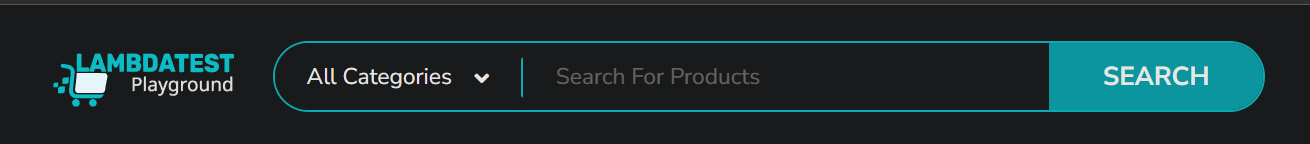 LAMBDATEST
Playground
All Categories
Search For Products
SEARCH